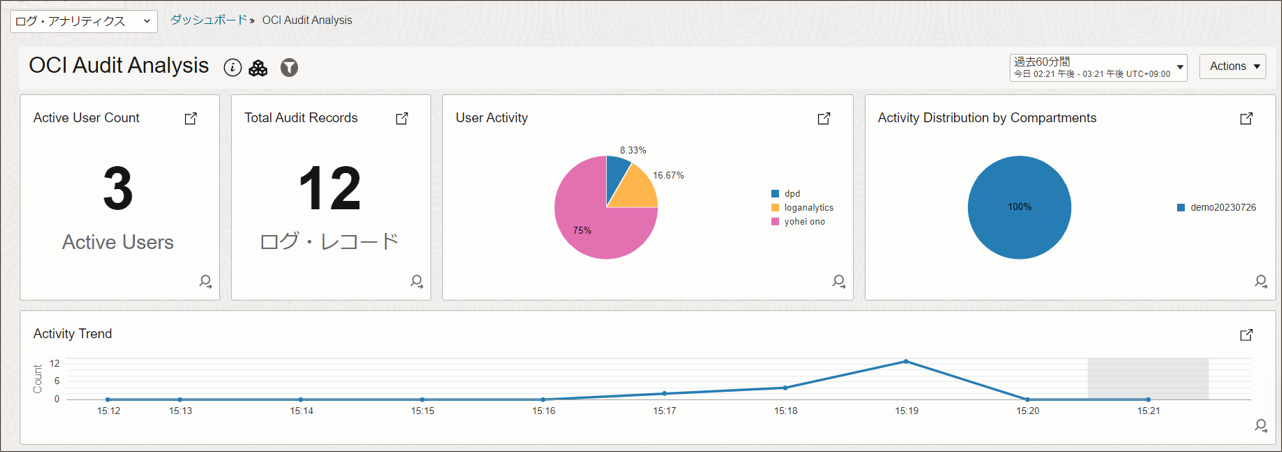 ログ・アナリティクス
ダッシュボード » OCI Audit Analysis
OCI Audit Analysis
過去60分間
今日 02:21 午後 - 03:21 午後 UTC+09:00
Actions
Active User Count
3
Active Users
Total Audit Records
12
ログ・レコード
User Activity
8.33%
16.67%
75%
dpd
loganalytics
yohei ono
Activity Distribution by Compartments
100%
demo20230726
Activity Trend
Count
12
6
0
15:12 15:13 15:14 15:15 15:16 15:17 15:18 15:19 15:20 15:21